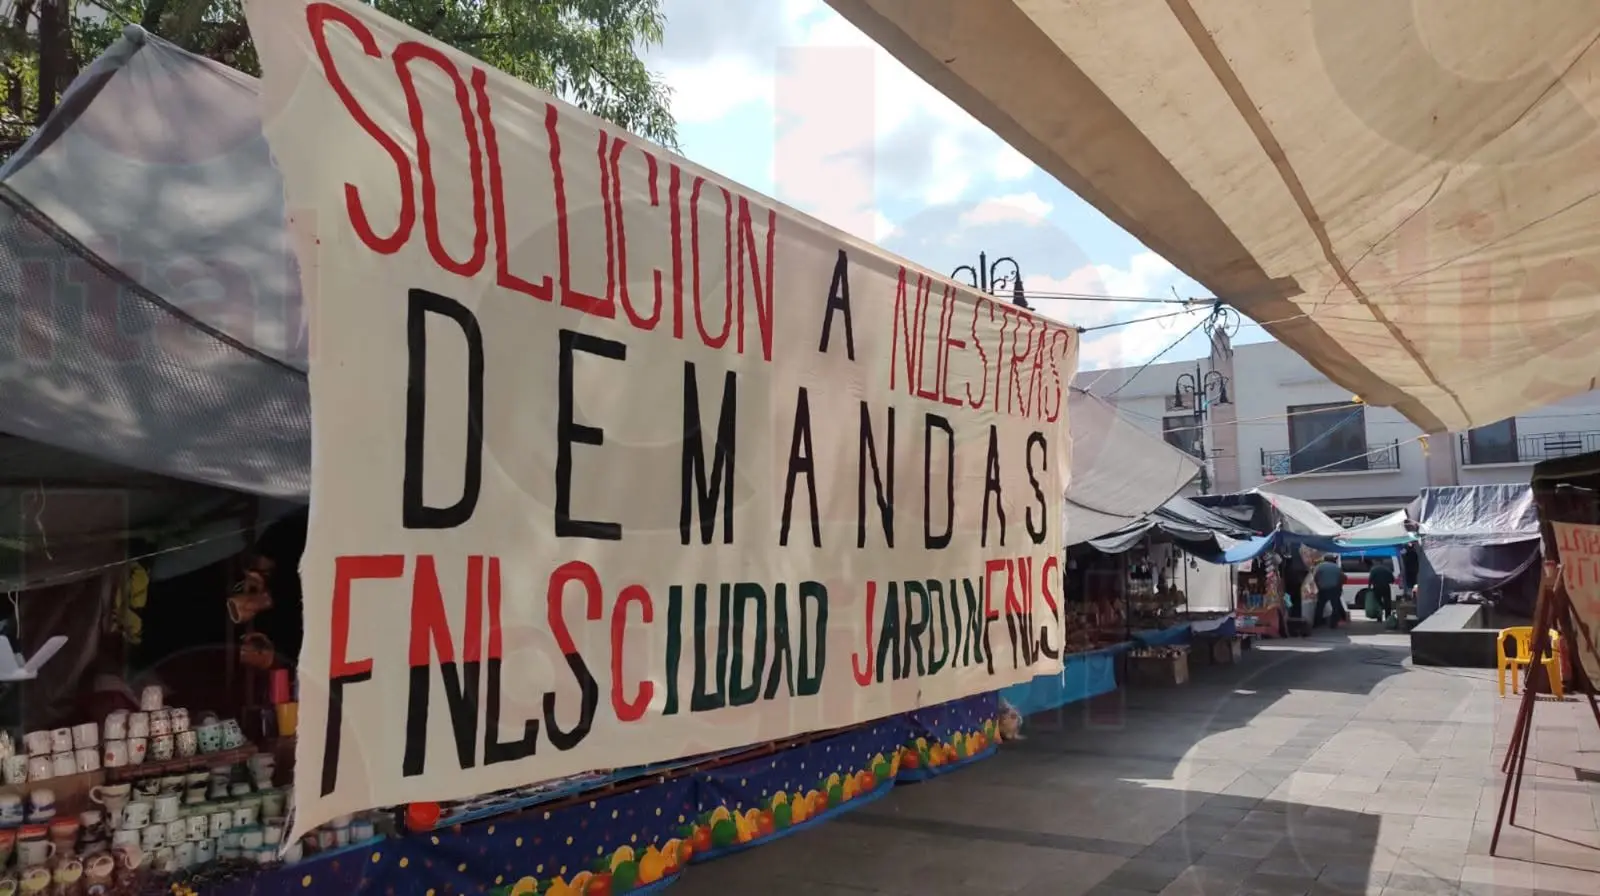 SOLUCION A NUESTRAS
DEMANDAS
FNLS CIUDAD JARDIN FNLS